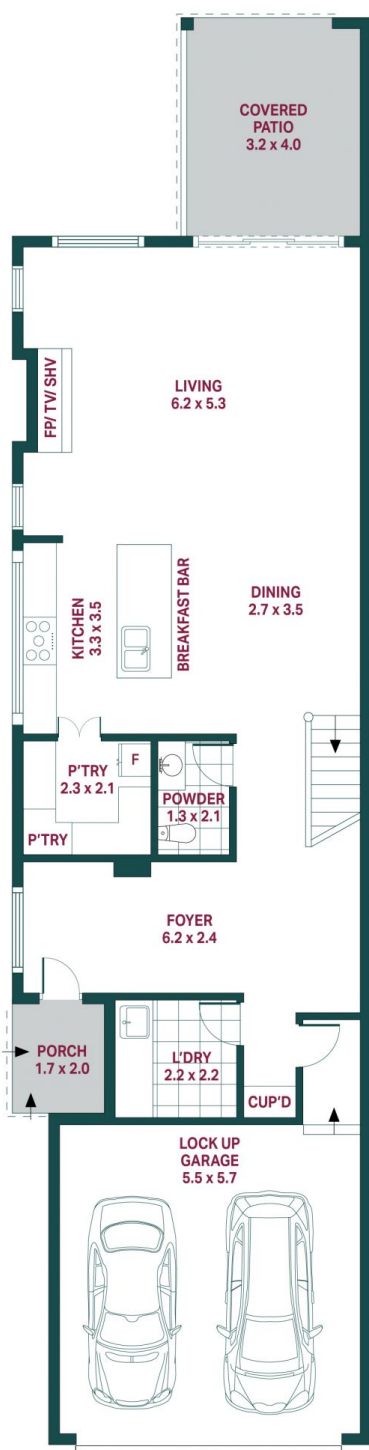 COVERED
PATIO
3.2 x 4.0
FP/ TV/ SHV
LIVING
6.2 x 5.3
KITCHEN
3.3 x 3.5
BREAKFAST BAR
DINING
2.7 x 3.5
P'TRY
2.3 x 2.1
F
P'TRY
POWDER
1.3 x 2.1
FOYER
6.2 x 2.4
PORCH
1.7 x 2.0
L'DRY
2.2 x 2.2
CUP'D
LOCK UP
GARAGE
5.5 x 5.7